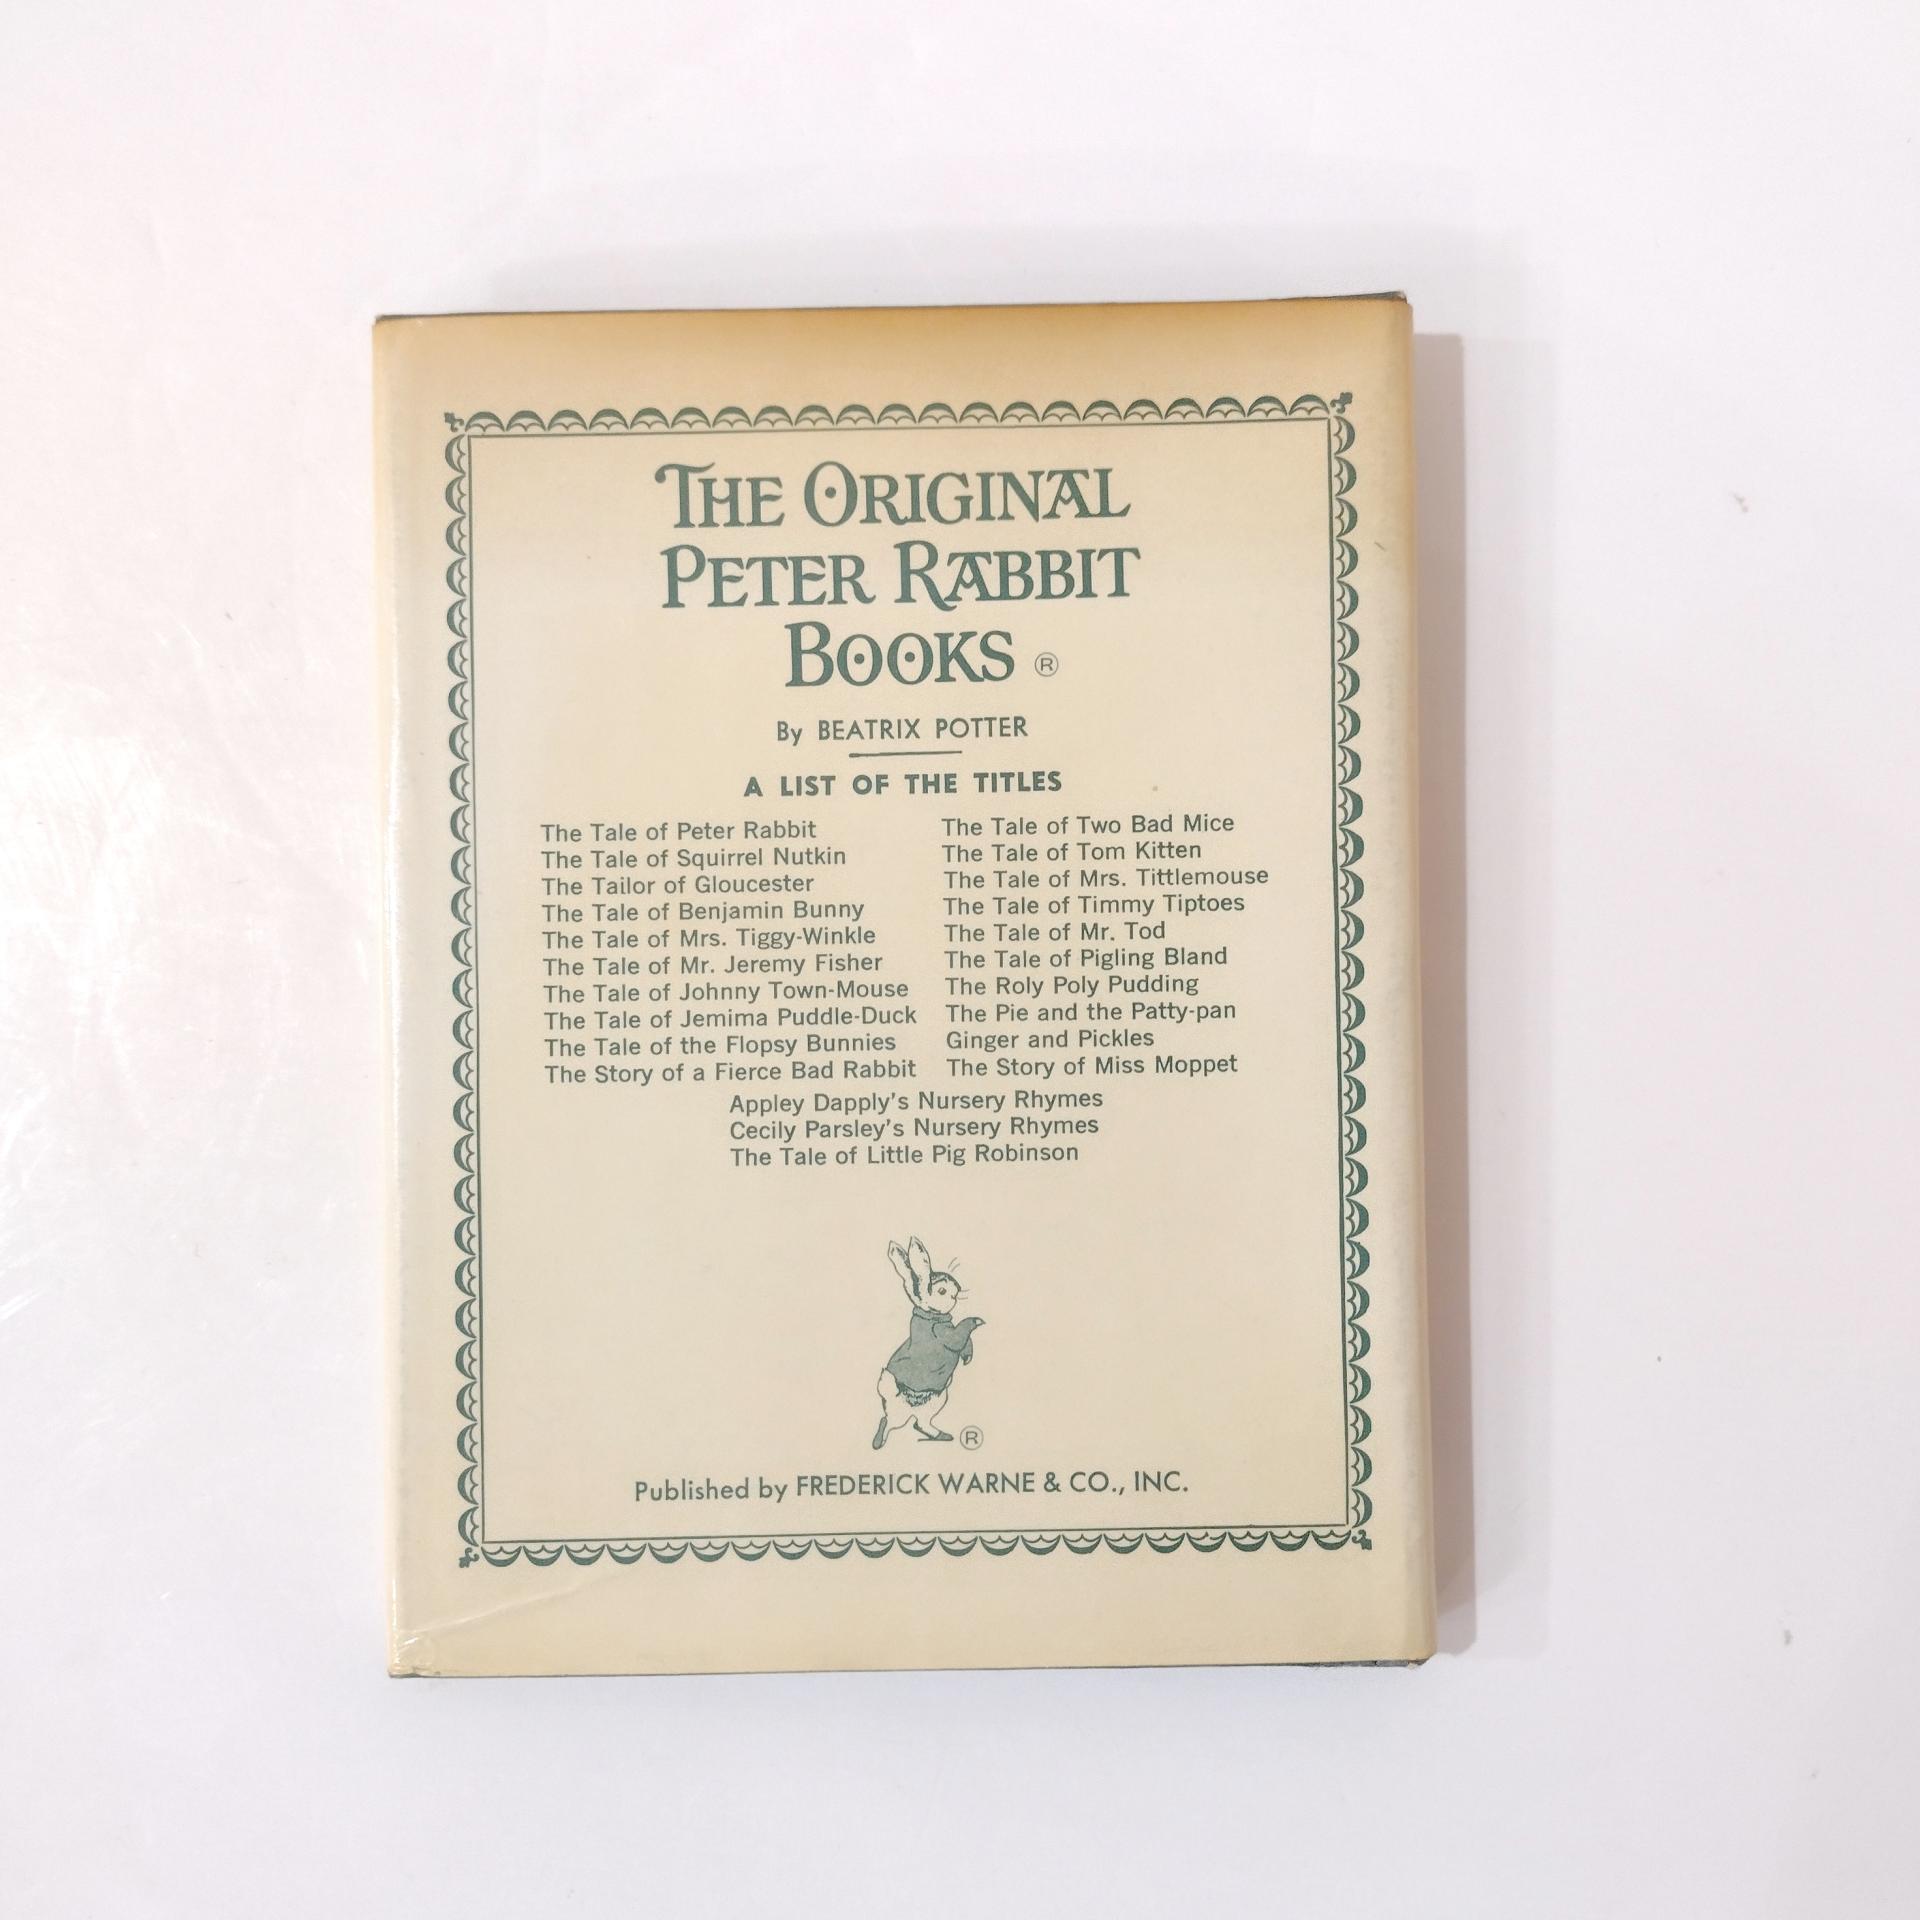 THE ORIGINAL
PETER RABBIT
BOOKS ®
By BEATRIX POTTER
A LIST OF THE TITLES
The Tale of Peter Rabbit
The Tale of Squirrel Nutkin
The Tailor of Gloucester
The Tale of Benjamin Bunny
The Tale of Mrs. Tiggy-Winkle
The Tale of Mr. Jeremy Fisher
The Tale of Johnny Town-Mouse
The Tale of Jemima Puddle-Duck
The Tale of the Flopsy Bunnies
The Story of a Fierce Bad Rabbit
The Tale of Two Bad Mice
The Tale of Tom Kitten
The Tale of Mrs. Tittlemouse
The Tale of Timmy Tiptoes
The Tale of Mr. Tod
The Tale of Pigling Bland
The Roly Poly Pudding
The Pie and the Patty-pan
Ginger and Pickles
The Story of Miss Moppet
Appley Dapply's Nursery Rhymes
Cecily Parsley's Nursery Rhymes
The Tale of Little Pig Robinson
®
Published by FREDERICK WARNE & CO., INC.